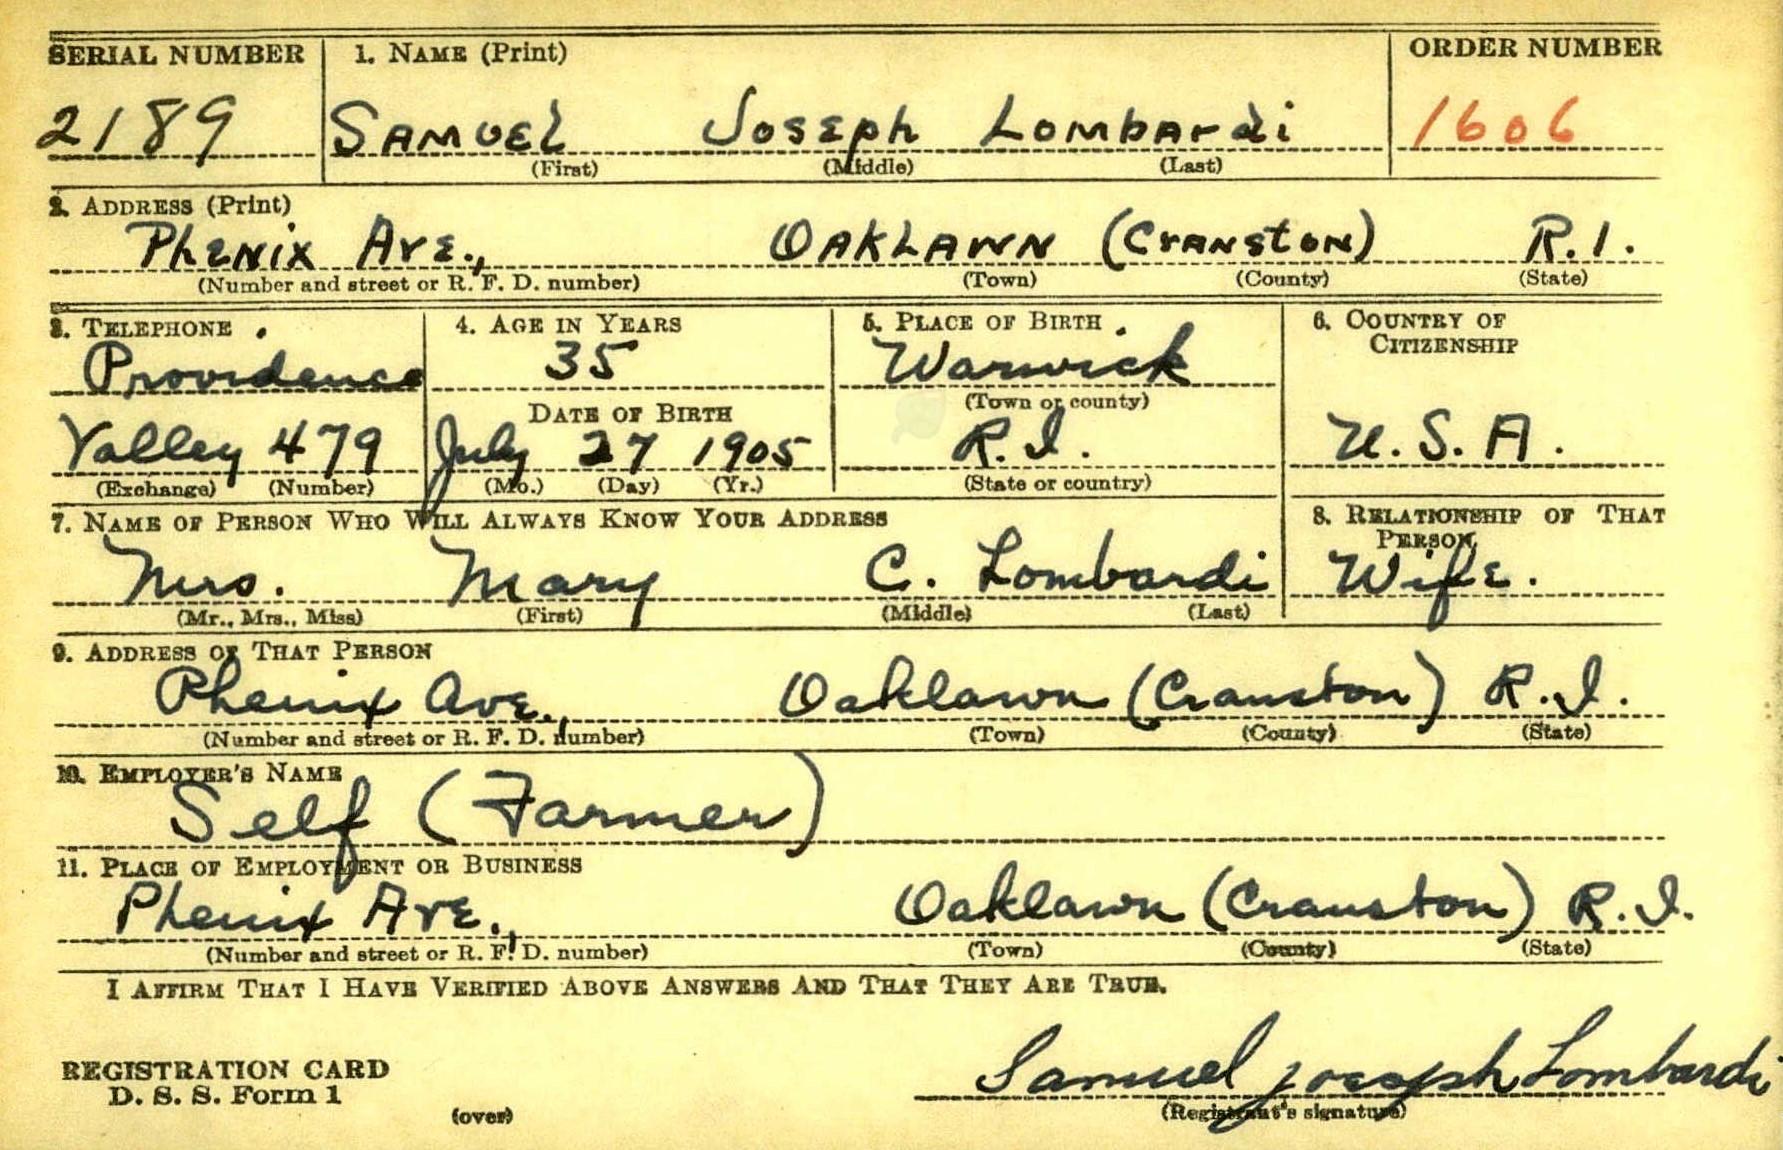 SERIAL NUMBER 1. NAME (Print) ORDER NUMBER
2189 SAMUEL JOSEPH LOMBARDI 1606
(First) (Middle) (Last)
2. ADDRESS (Print)
PHENIX AVE., OAKLAWN (CRANSTON) R.I.
(Number and street or R. F. D. number) (Town) (County) (State)
3. TELEPHONE 4. AGE IN YEARS 5. PLACE OF BIRTH 6. COUNTRY OF
CITIZENSHIP
Providence 35 Warwick
(Town or county)
DATE OF BIRTH
Valley 479 July 27 1905 R.I. U.S.A.
(Exchange) (Number) (Mo.) (Day) (Yr.) (State or country)
7. NAME OF PERSON WHO WILL ALWAYS KNOW YOUR ADDRESS 8. RELATIONSHIP OF THAT
PERSON
Mrs. Mary C. Lombardi Wife.
(Mr., Mrs., Miss) (First) (Middle) (Last)
9. ADDRESS OF THAT PERSON
Phenix Ave., Oaklawn (Cranston) R.I.
(Number and street or R. F. D. number) (Town) (County) (State)
10. EMPLOYER'S NAME
Self (Farmer)
11. PLACE OF EMPLOYMENT OR BUSINESS
Phenix Ave., Oaklawn (Cranston) R.I.
(Number and street or R. F. D. number) (Town) (County) (State)
I AFFIRM THAT I HAVE VERIFIED ABOVE ANSWERS AND THAT THEY ARE TRUE.
Samuel Joseph Lombardi
REGISTRATION CARD
D. S. S. Form 1
(over) (Registrant's signature)